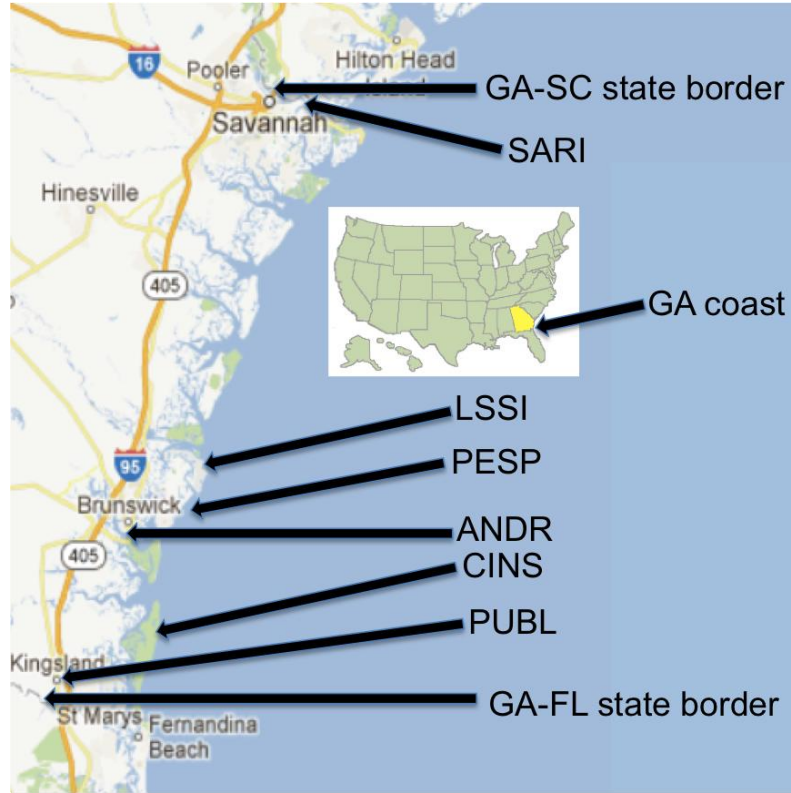 16
Pooler
Hilton Head
Island
GA-SC state border
Savannah
SARI
Hinesville
405
GA coast
LSSI
95
PESP
Brunswick
ANDR
405
CINS
PUBL
Kingsland
GA-FL state border
St Marys
Fernandina
Beach